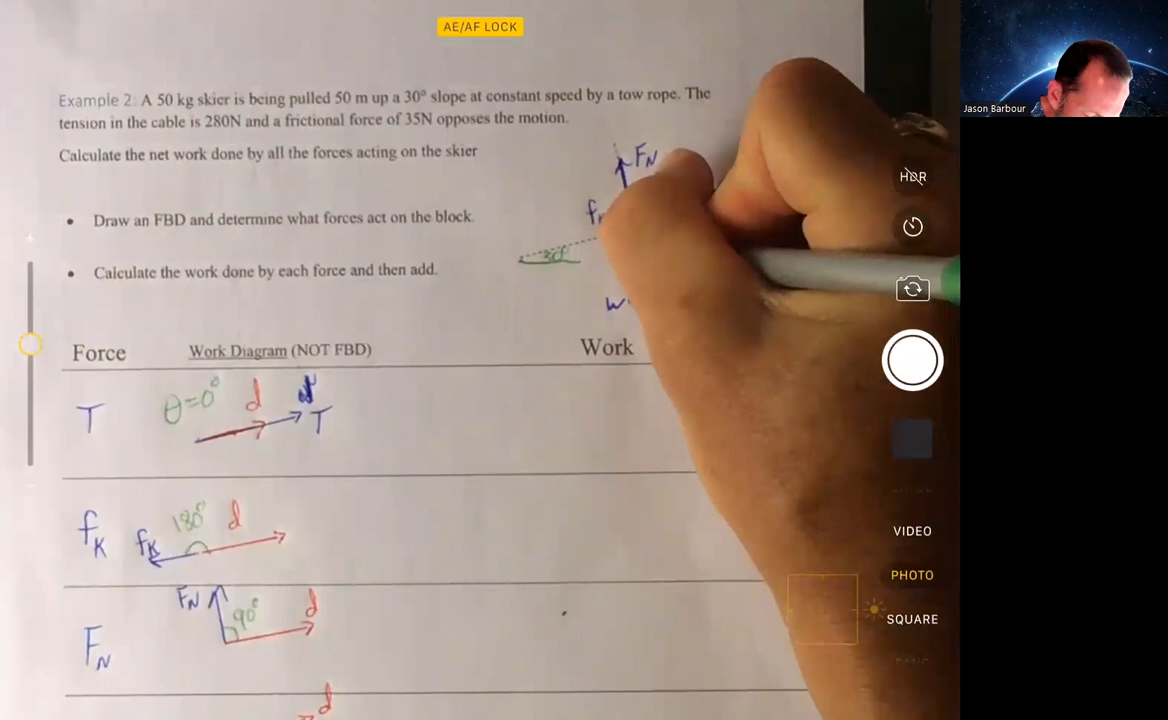 AE/AF LOCK
Jason Barbour
Example 2: A 50 kg skier is being pulled 50 m up a 30° slope at constant speed by a tow rope. The
tension in the cable is 280N and a frictional force of 35N opposes the motion.
Calculate the net work done by all the forces acting on the skier
FN
• Draw an FBD and determine what forces act on the block.
30°
• Calculate the work done by each force and then add.
W
Force Work Diagram (NOT FBD) Work
T θ=0° d T
fK fK 180° d
FN FN 90° d
d
HDR
VIDEO
PHOTO
SQUARE